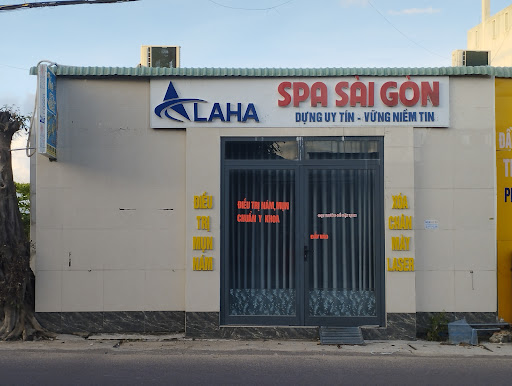 ALAHA
SPA SÀI GÒN
DỰNG UY TÍN - VỮNG NIỀM TIN
ĐIỀU
TRỊ
MỤN
NÁM
ĐIỀU TRỊ NÁM, MỤN
CHUẨN Y KHOA
XÓA
CHÂN
MÀY
LASER